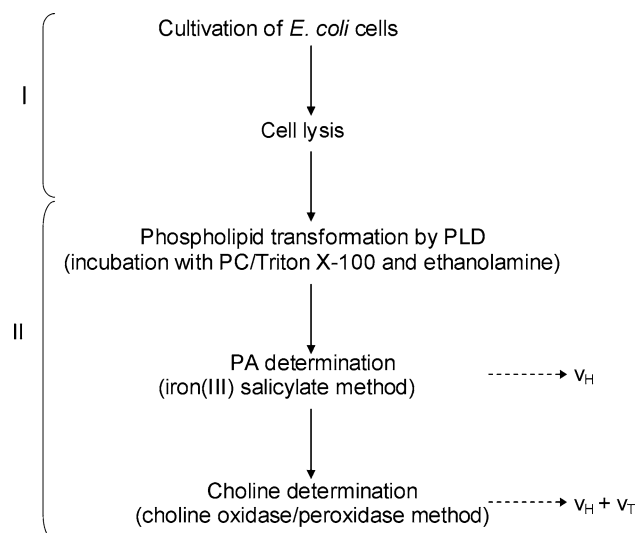 Cultivation of E. coli cells
I
Cell lysis
Phospholipid transformation by PLD
(incubation with PC/Triton X-100 and ethanolamine)
II
PA determination
(iron(III) salicylate method)
vH
Choline determination
(choline oxidase/peroxidase method)
vH + vT